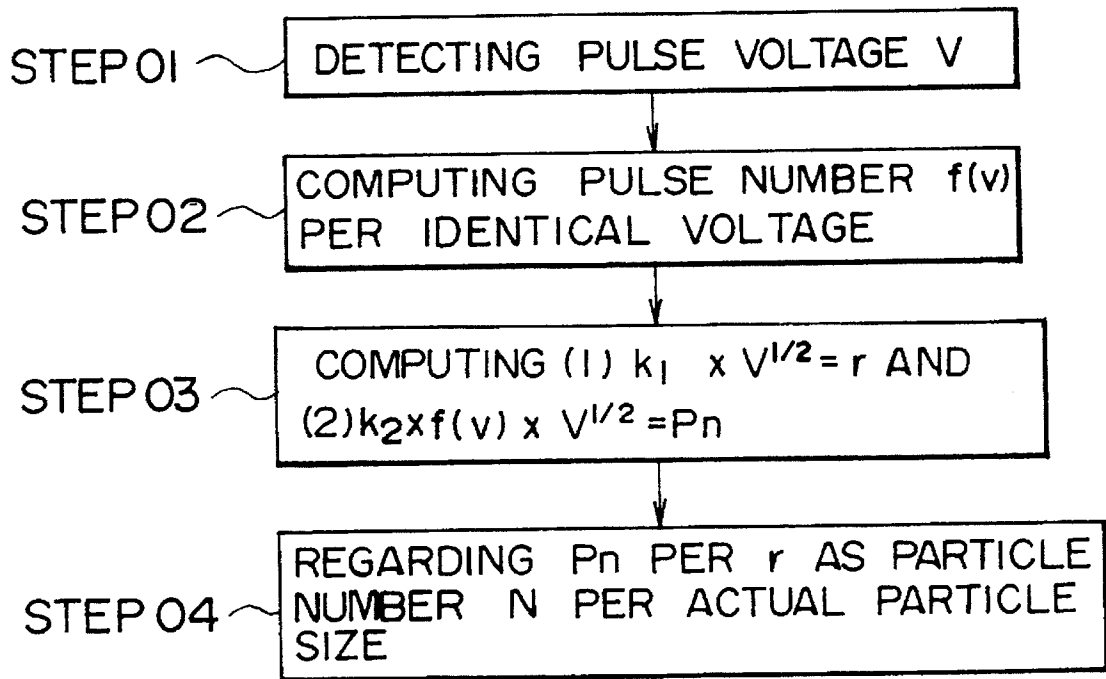 STEP 01
DETECTING PULSE VOLTAGE V
STEP 02
COMPUTING PULSE NUMBER f(v)
PER IDENTICAL VOLTAGE
STEP 03
COMPUTING (1) k₁ x V¹/² = r AND
(2) k₂ x f(v) x V¹/² = Pn
STEP 04
REGARDING Pn PER r AS PARTICLE
NUMBER N PER ACTUAL PARTICLE
SIZE